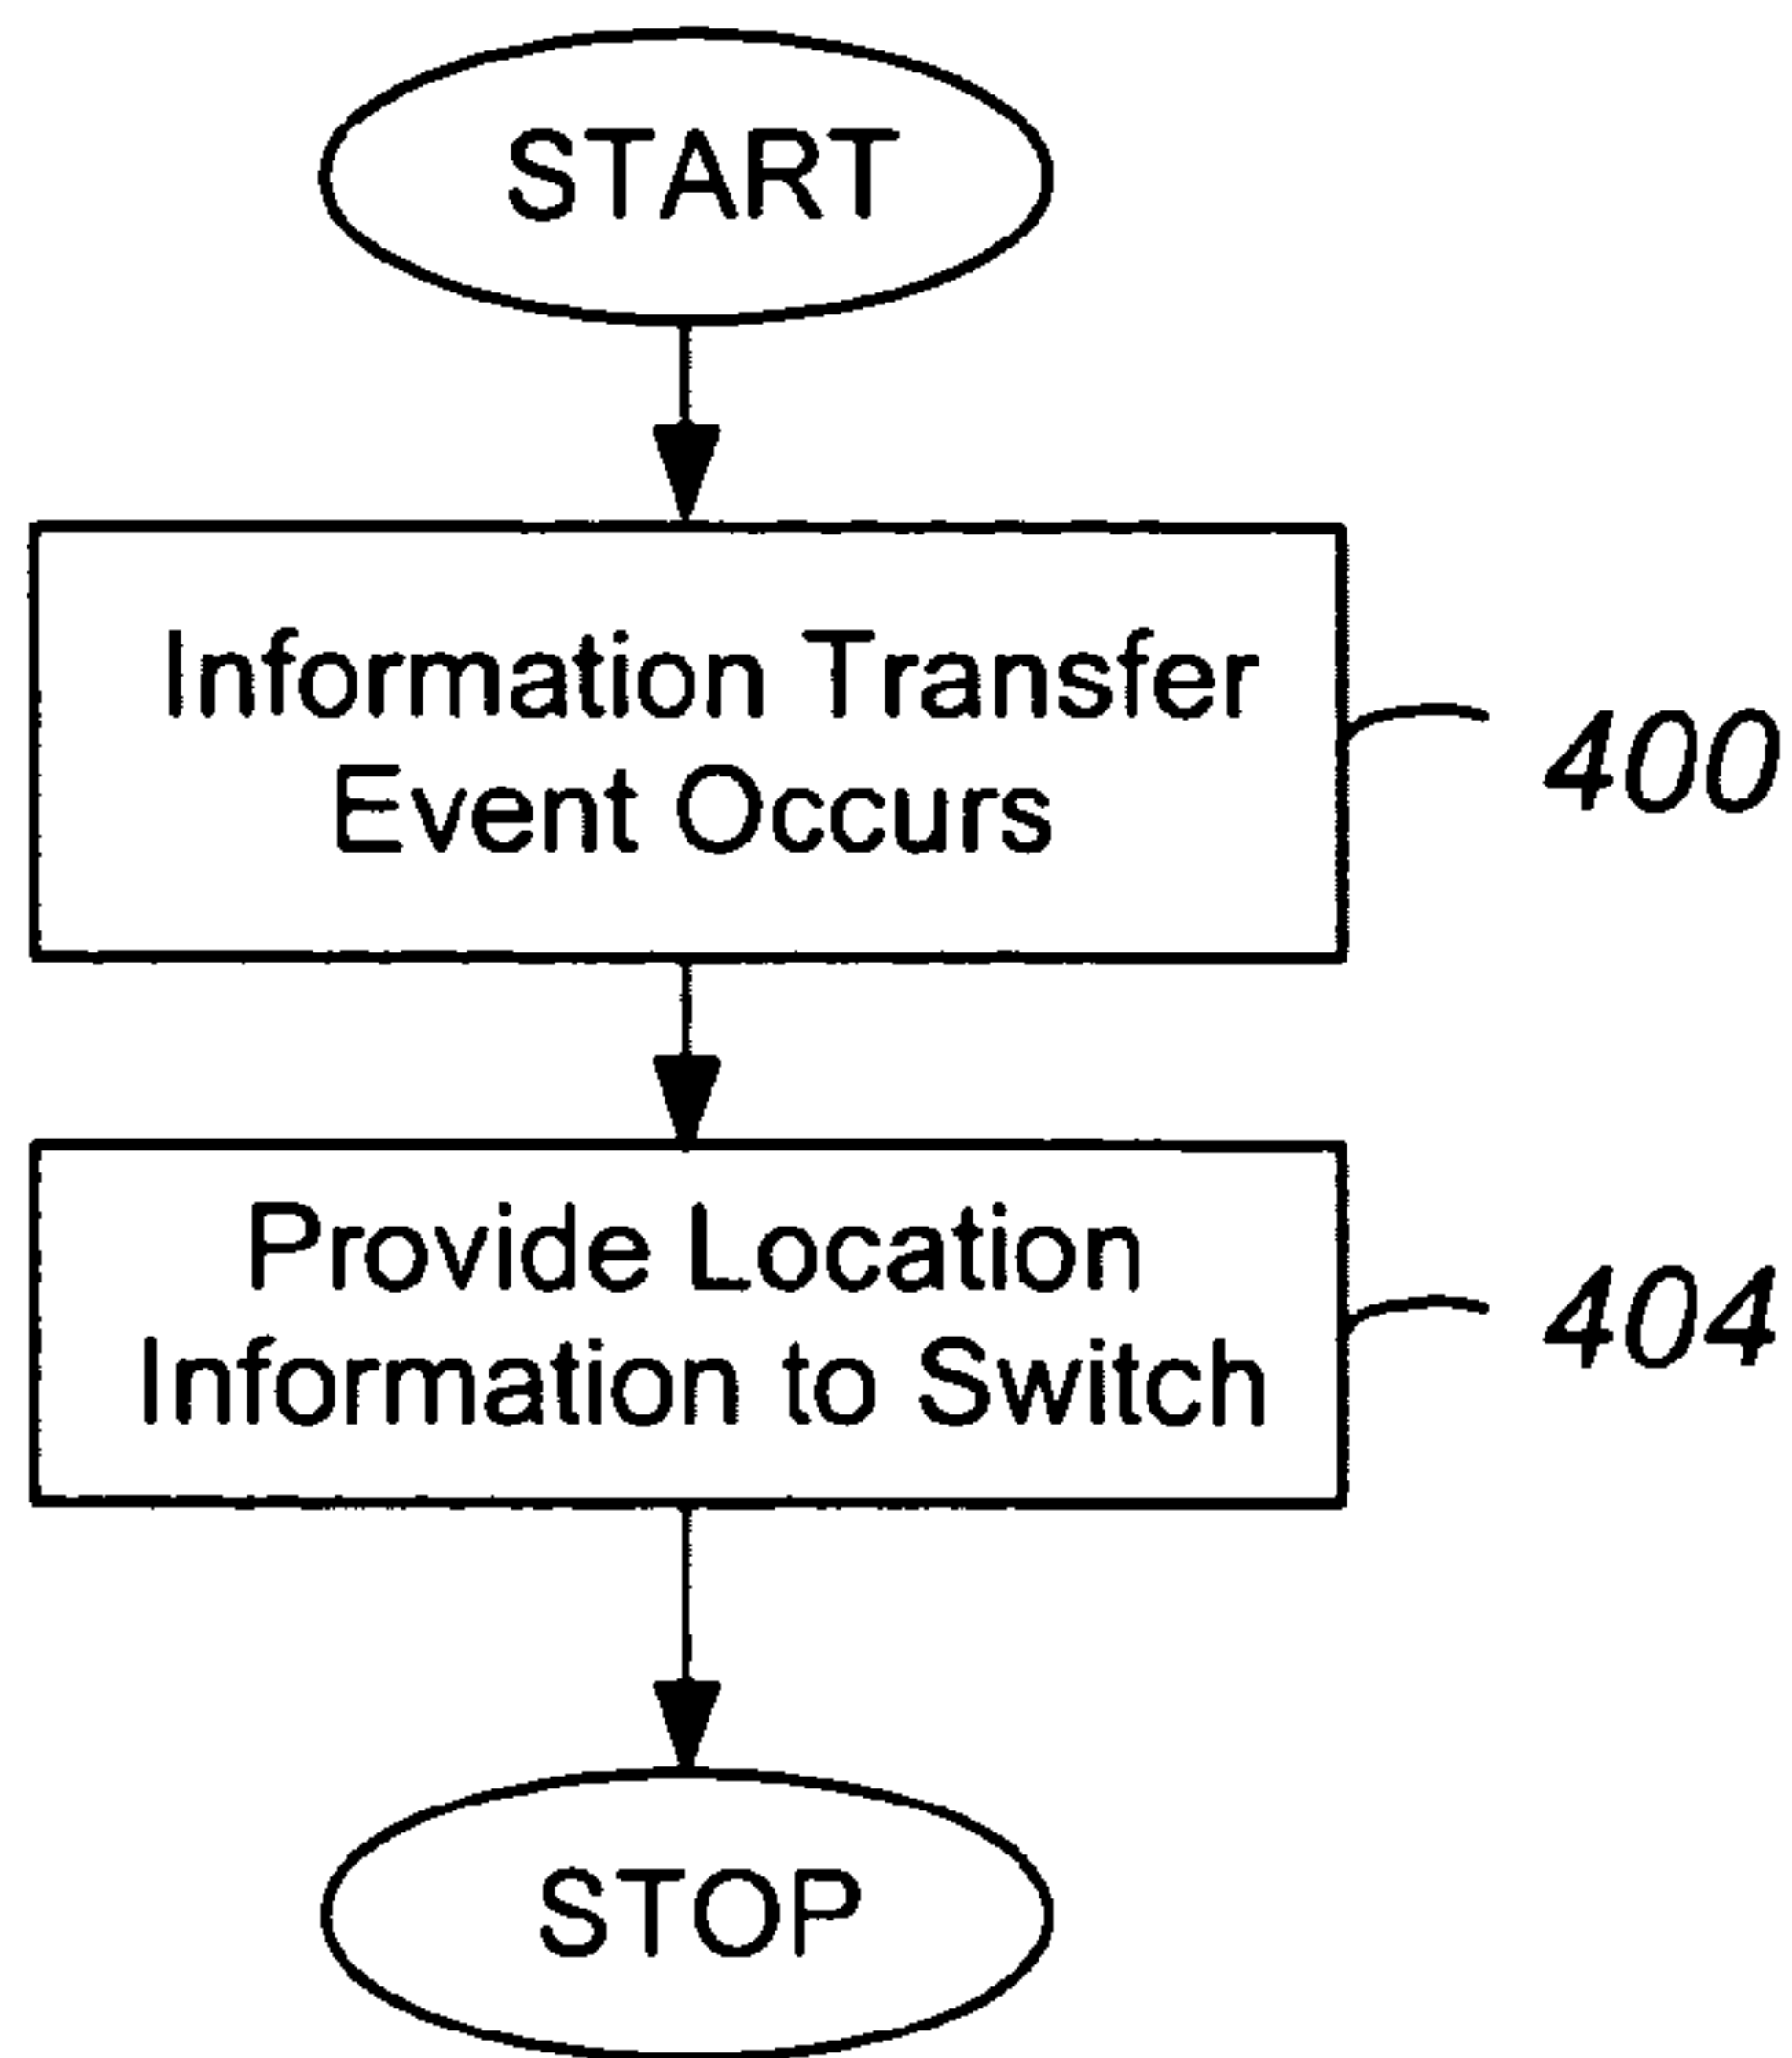 START
Information Transfer
Event Occurs
400
Provide Location
Information to Switch
404
STOP